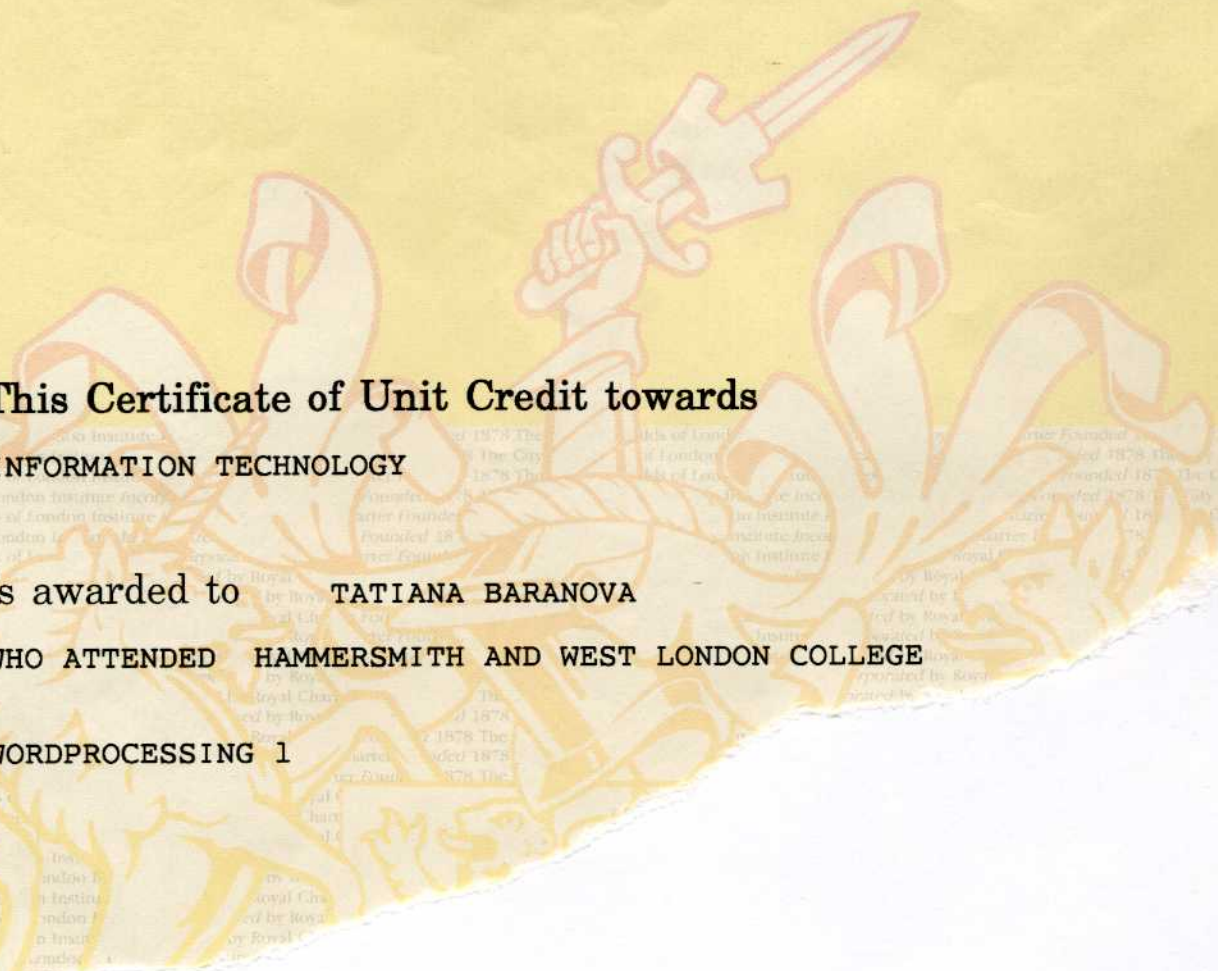 This Certificate of Unit Credit towards
NFORMATION TECHNOLOGY
s awarded to TATIANA BARANOVA
WHO ATTENDED HAMMERSMITH AND WEST LONDON COLLEGE
WORDPROCESSING 1